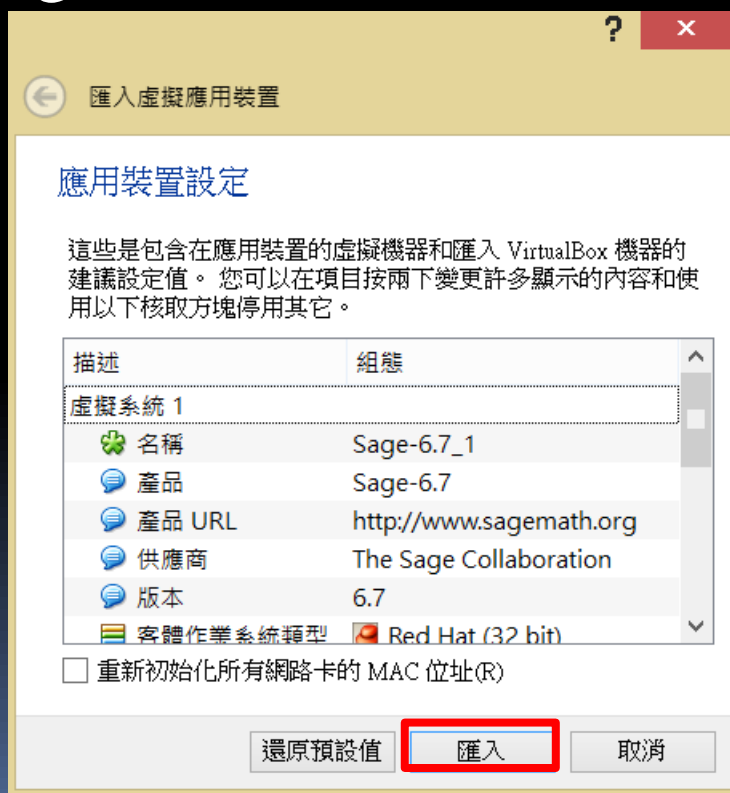 ?
匯入虛擬應用裝置
應用裝置設定
這些是包含在應用裝置的虛擬機器和匯入 VirtualBox 機器的
建議設定值。 您可以在項目按兩下變更許多顯示的內容和使
用以下核取方塊停用其它。
描述 組態
虛擬系統 1
名稱 Sage-6.7_1
產品 Sage-6.7
產品 URL http://www.sagemath.org
供應商 The Sage Collaboration
版本 6.7
客體作業系統類型 Red Hat (32 bit)
重新初始化所有網路卡的 MAC 位址(R)
還原預設值 匯入 取消